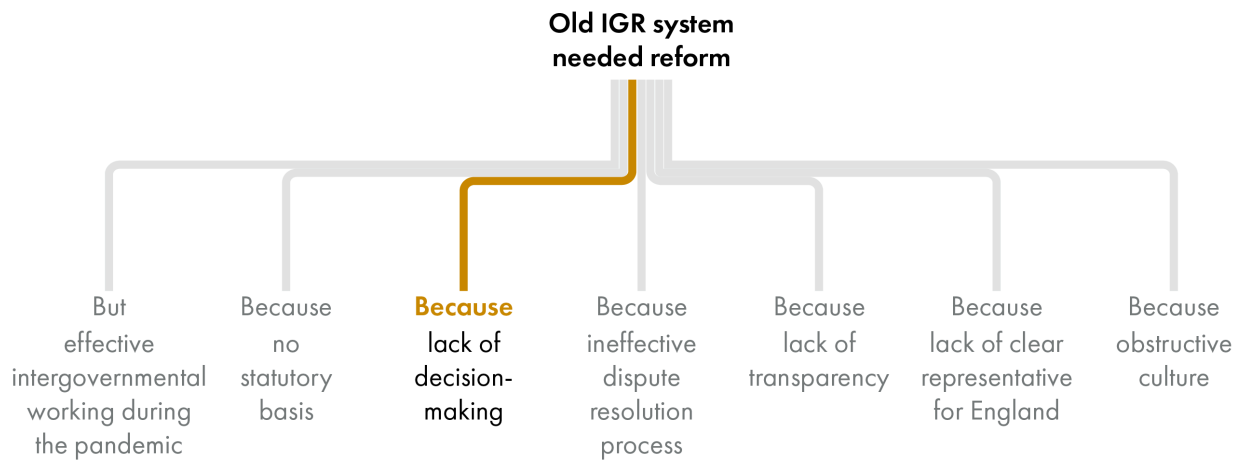 Old IGR system
needed reform
But
effective
intergovernmental
working during
the pandemic
Because
no
statutory
basis
Because
lack of
decision-
making
Because
ineffective
dispute
resolution
process
Because
lack of
transparency
Because
lack of clear
representative
for England
Because
obstructive
culture